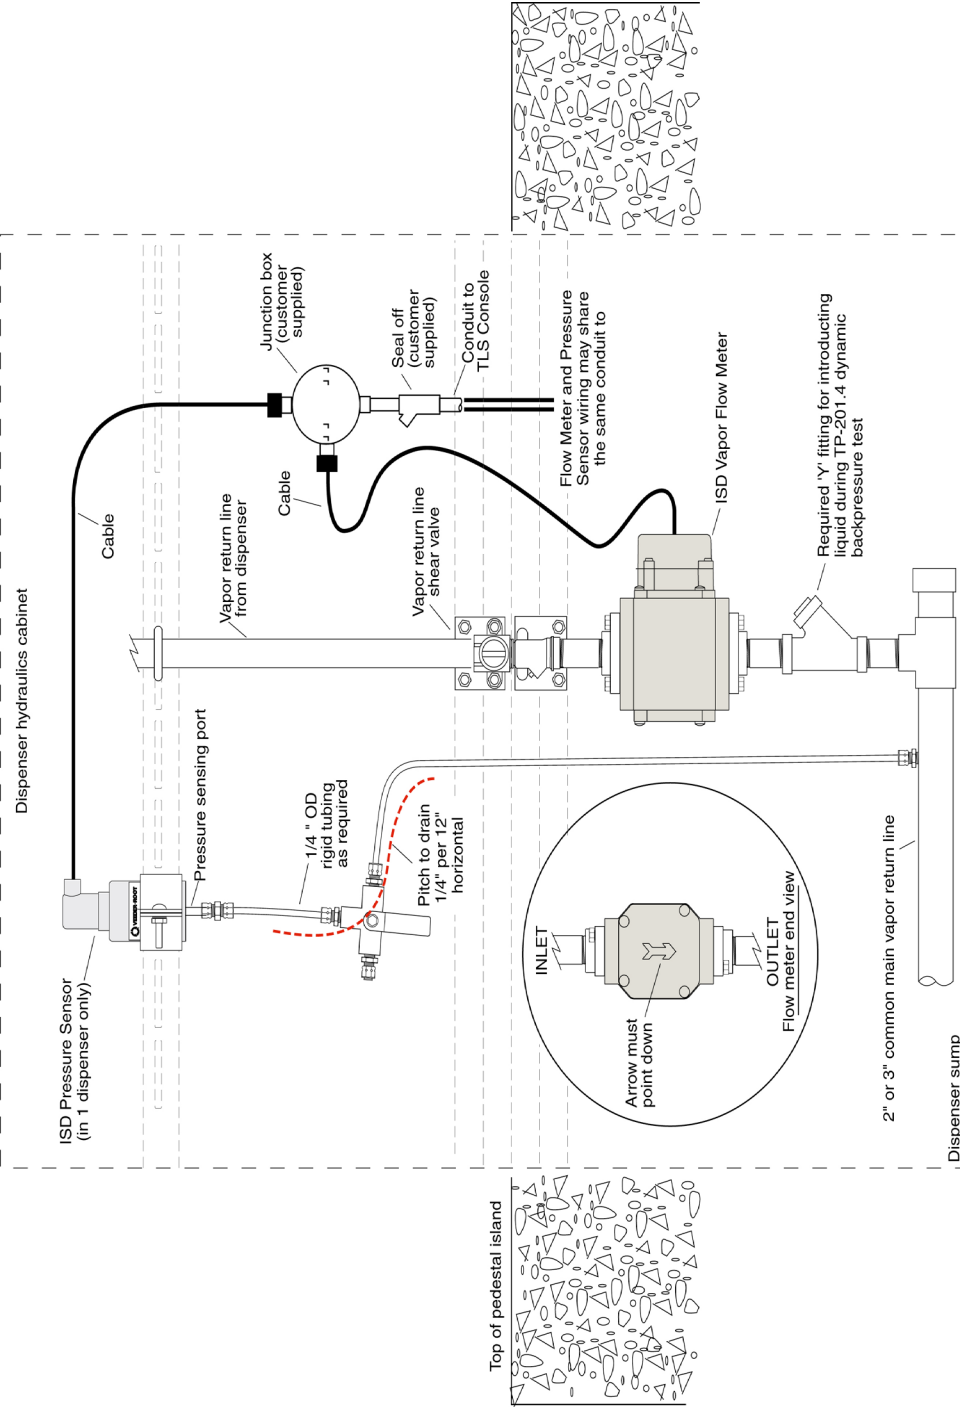 Dispenser hydraulics cabinet
ISD Pressure Sensor
(in 1 dispenser only)
VEEDER-ROOT
Cable
Pressure sensing port
Vapor return line
from dispenser
Cable
Junction box
(customer
supplied)
1/4 " OD
rigid tubing
as required
Seal off
(customer
supplied)
Pitch to drain
1/4" per 12"
horizontal
Vapor return line
shear valve
Conduit to
TLS Console
Top of pedestal island
Flow Meter and Pressure
Sensor wiring may share
the same conduit to
INLET
Arrow must
point down
OUTLET
Flow meter end view
ISD Vapor Flow Meter
Required 'Y' fitting for introducting
liquid during TP-201.4 dynamic
backpressure test
2" or 3" common main vapor return line
Dispenser sump